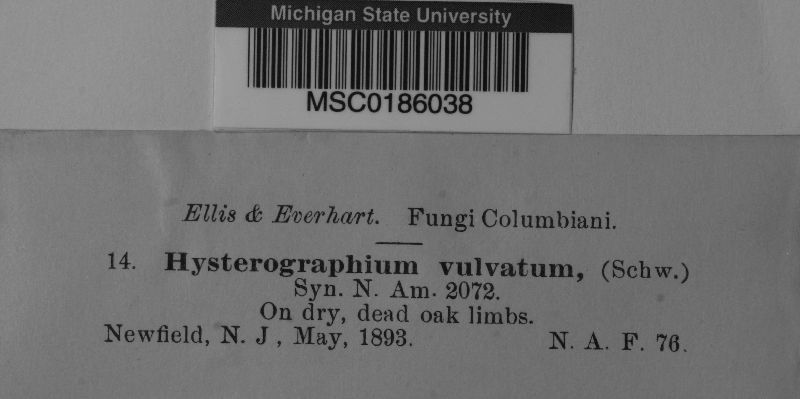 Michigan State University
MSC0186038
Ellis & Everhart. Fungi Columbiani.
14. Hysterographium vulvatum, (Schw.)
Syn. N. Am. 2072.
On dry, dead oak limbs.
Newfield, N. J , May, 1893. N. A. F. 76.